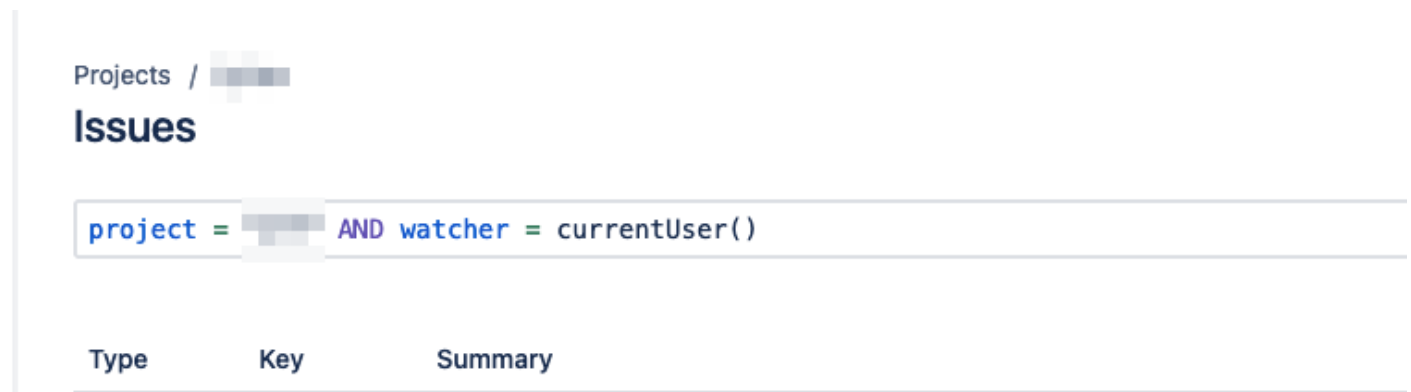 Projects /
Issues
project = AND watcher = currentUser()
Type Key Summary